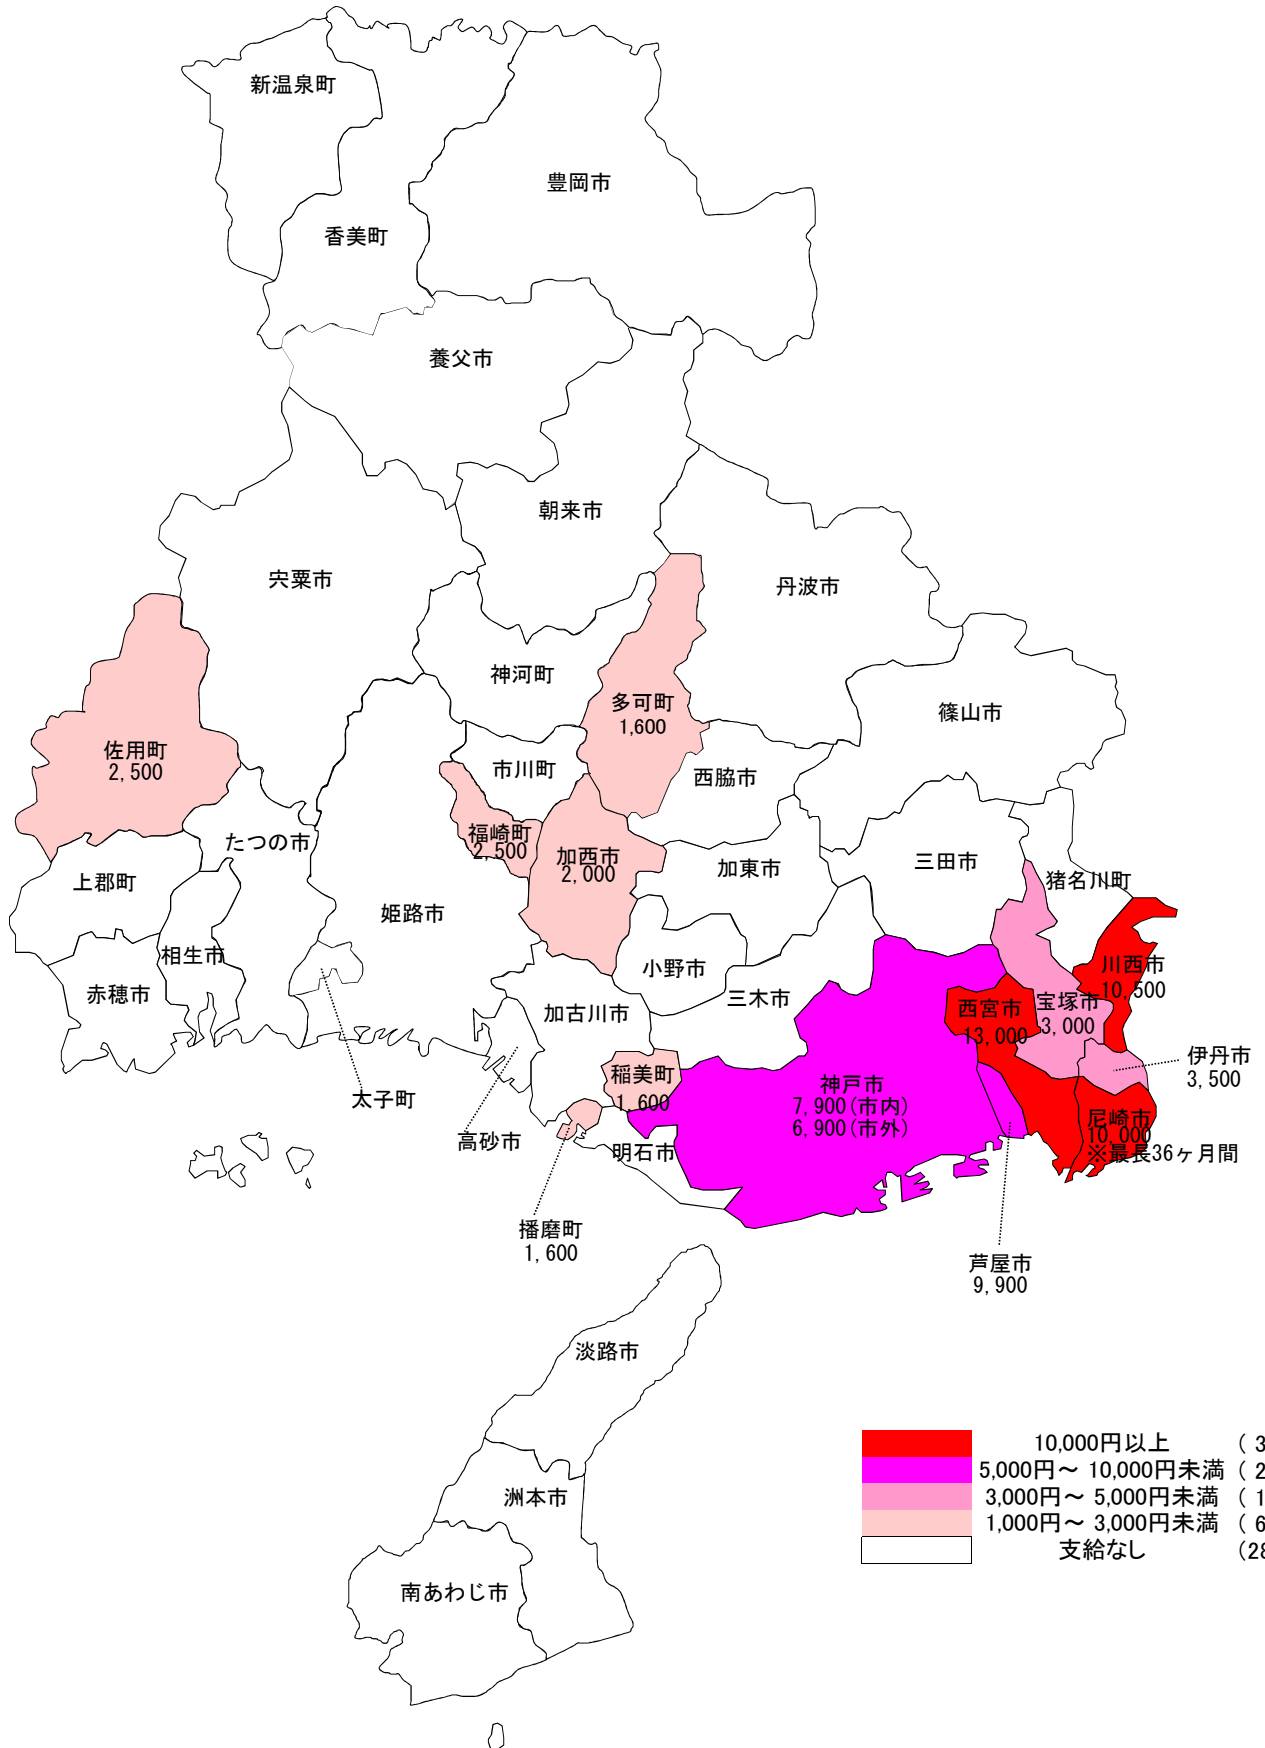 新温泉町
豊岡市
香美町
養父市
朝来市
宍粟市
丹波市
神河町
多可町
1,600
篠山市
佐用町
2,500
市川町
西脇市
福崎町
2,500
たつの市
加西市
2,000
加東市
三田市
猪名川町
上郡町
姫路市
相生市
赤穂市
小野市
三木市
川西市
10,500
宝塚市
3,000
西宮市
13,000
加古川市
伊丹市
3,500
稲美町
1,600
神戸市
7,900(市内)
6,900(市外)
太子町
尼崎市
10,000
※最長36ヶ月間
高砂市
明石市
播磨町
1,600
芦屋市
9,900
淡路市
洲本市
南あわじ市
10,000円以上 ( 3
5,000円～ 10,000円未満 ( 2
3,000円～ 5,000円未満 ( 1
1,000円～ 3,000円未満 ( 6
支給なし (28